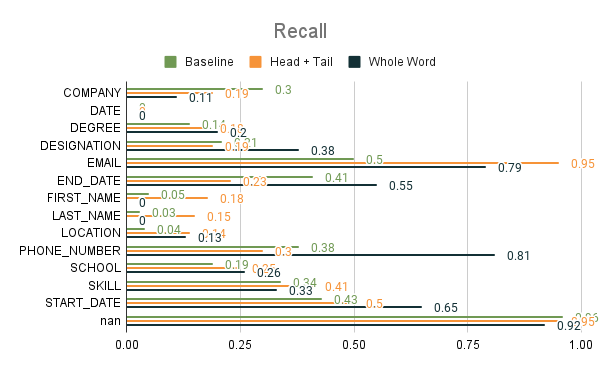 Recall
Baseline Head + Tail Whole Word
COMPANY 0.3 0.19 0.11
DATE 0
DEGREE 0.14 0.2
DESIGNATION 0.19 0.38
EMAIL 0.5 0.95 0.79
END_DATE 0.41 0.23 0.55
FIRST_NAME 0.05 0.18 0
LAST_NAME 0.03 0.15 0
LOCATION 0.04 0.14 0.13
PHONE_NUMBER 0.38 0.3 0.81
SCHOOL 0.19 0.26
SKILL 0.34 0.41 0.33
START_DATE 0.43 0.5 0.65
nan 0.95 0.92
0.00 0.25 0.50 0.75 1.00